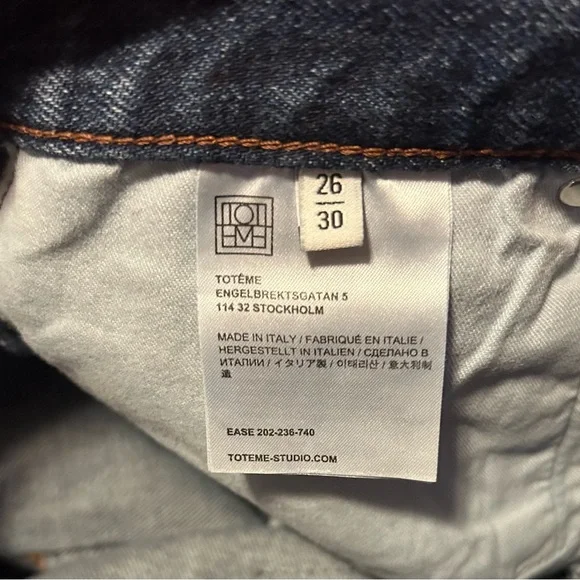 26
30
TOTEME
TOTÊME
ENGELBREKTSGATAN 5
114 32 STOCKHOLM
MADE IN ITALY / FABRIQUÉ EN ITALIE /
HERGESTELLT IN ITALIEN / СДЕЛАНО В
ИТАЛИИ / イタリア製 / 이태리산 / 意大利制
造
EASE 202-236-740
TOTEME-STUDIO.COM